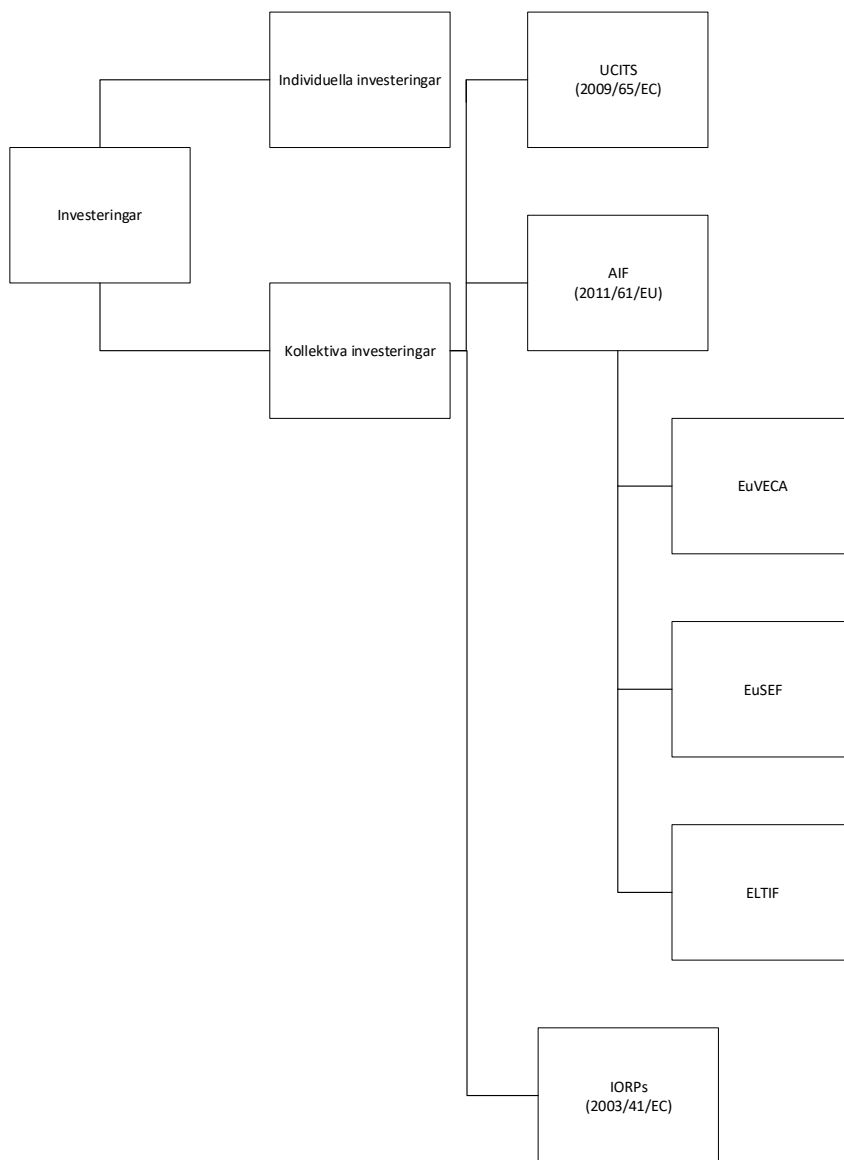 Individuella investeringar
UCITS
(2009/65/EC)
Investeringar
AIF
(2011/61/EU)
Kollektiva investeringar
EuVECA
EuSEF
ELTIF
IORPs
(2003/41/EC)